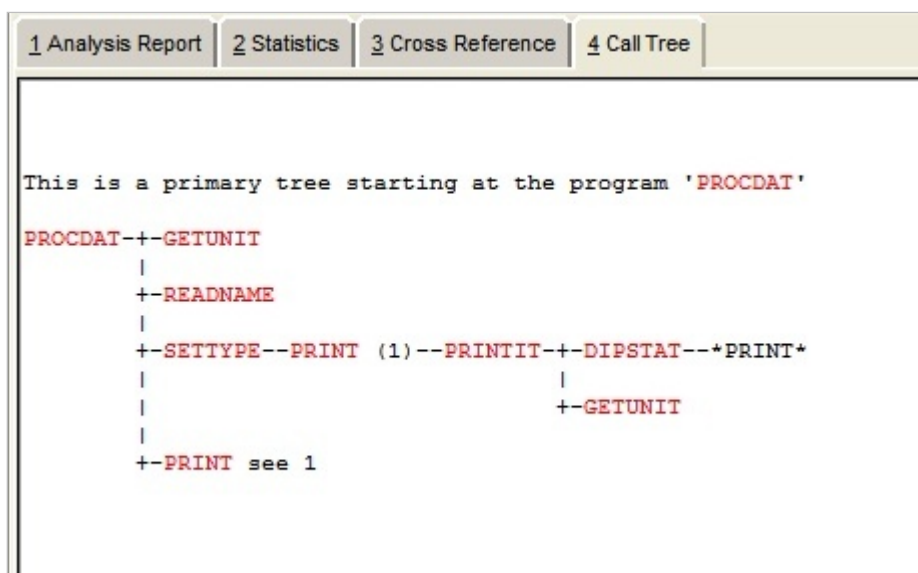 1 Analysis Report 2 Statistics 3 Cross Reference 4 Call Tree
This is a primary tree starting at the program 'PROCDAT'
PROCDAT-+-GETUNIT
|
+-READNAME
|
+-SETTYPE--PRINT (1)--PRINTIT-+-DIPSTAT--*PRINT*
| |
| +-GETUNIT
|
+-PRINT see 1